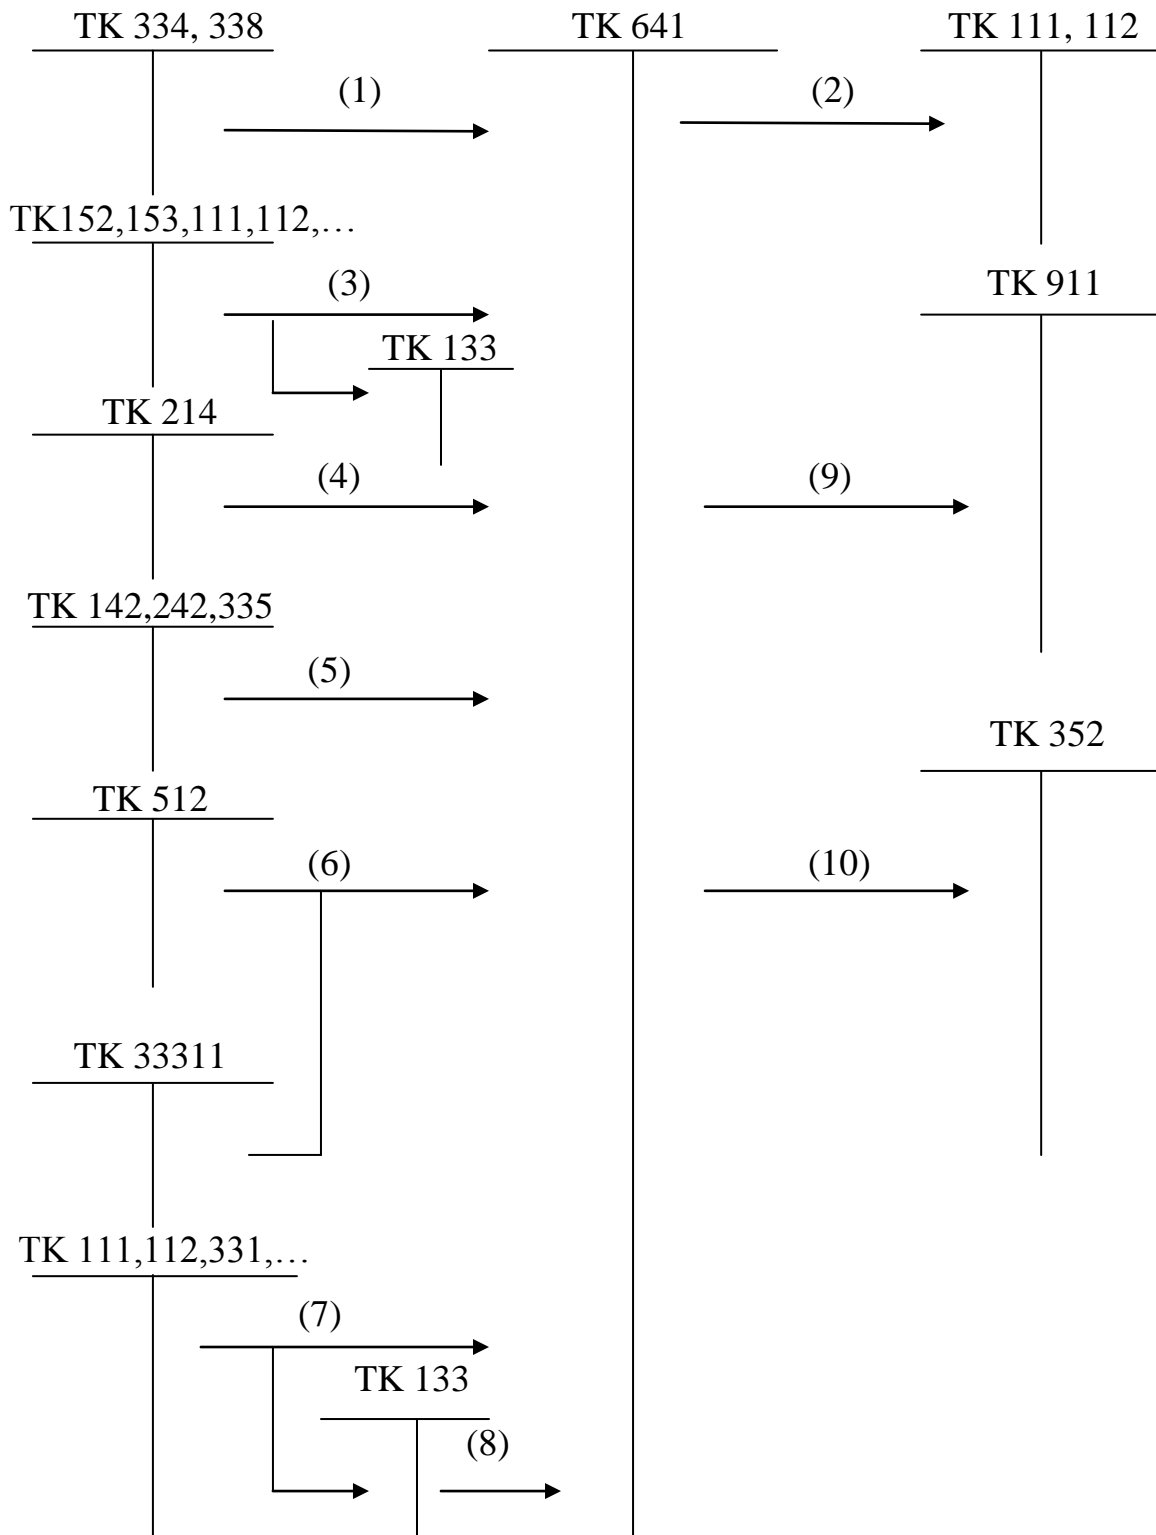 TK 334, 338
TK 641
TK 111, 112
(1)
(2)
TK152,153,111,112,…
(3)
TK 911
TK 133
TK 214
(4)
(9)
TK 142,242,335
(5)
TK 352
TK 512
(6)
(10)
TK 33311
TK 111,112,331,…
(7)
TK 133
(8)